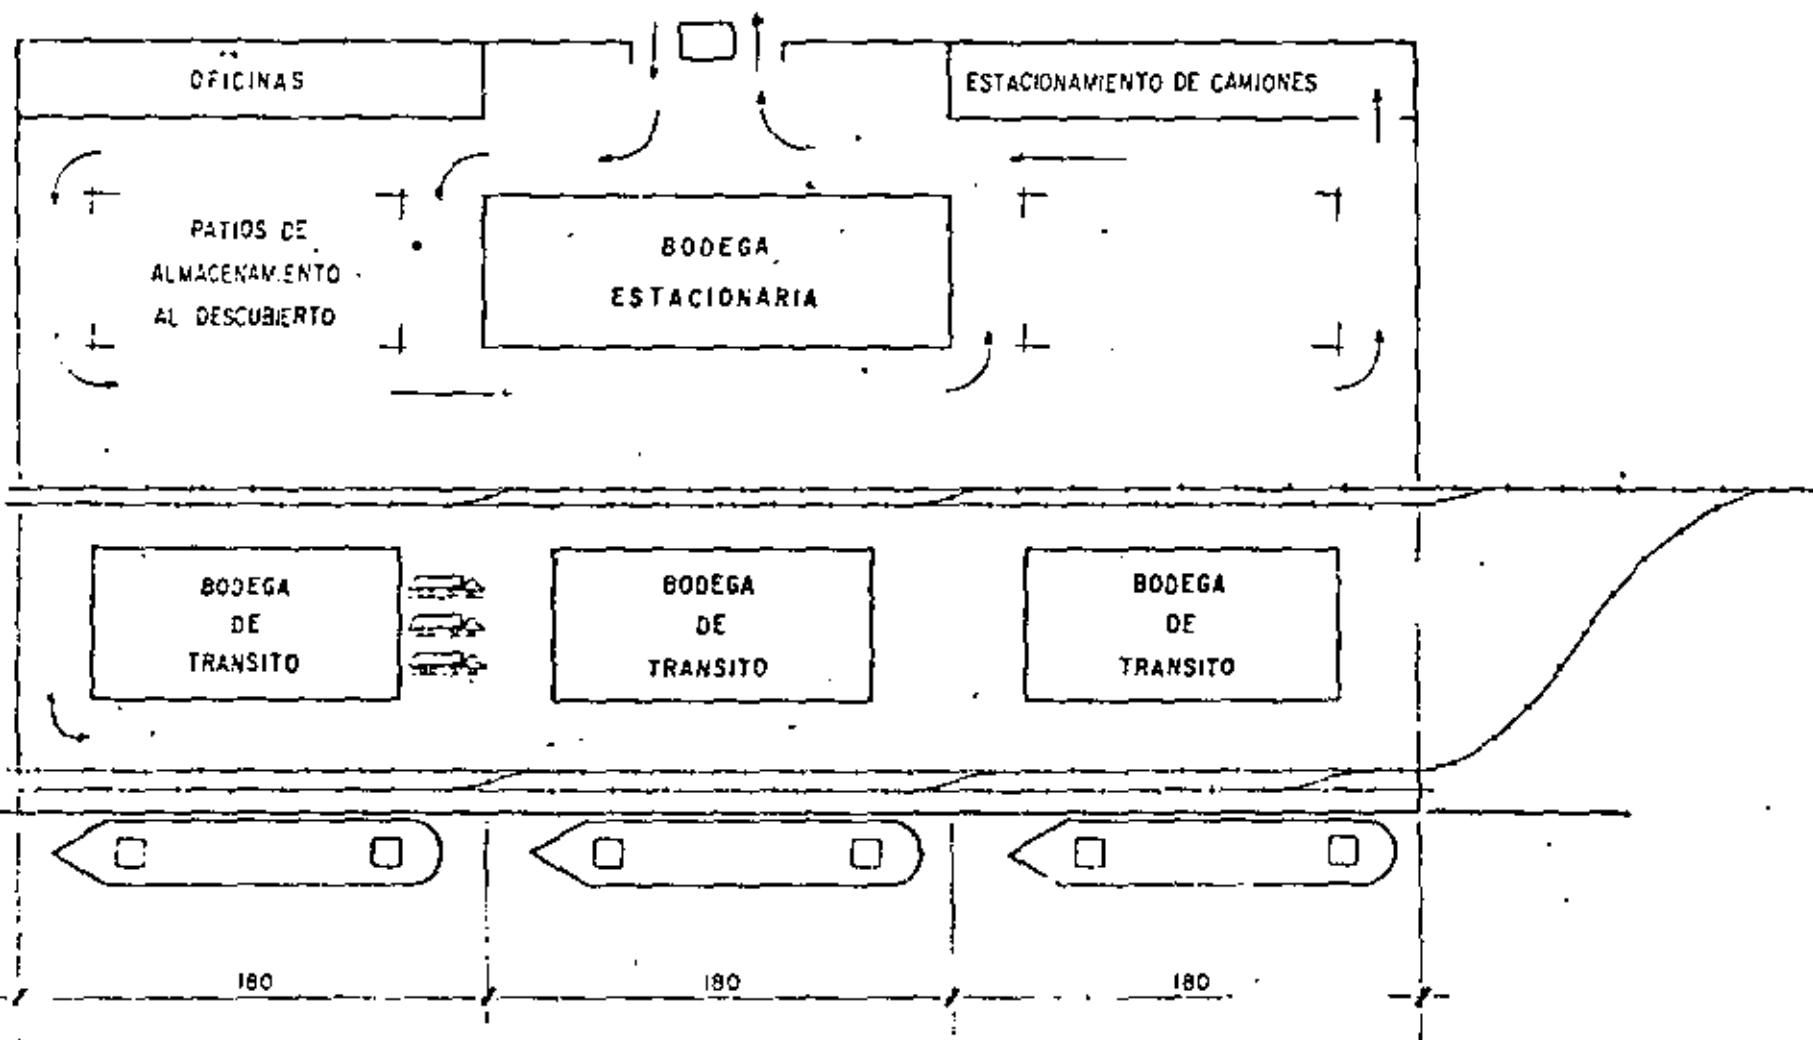 OFICINAS
ESTACIONAMIENTO DE CAMIONES
PATIOS DE
ALMACENAMIENTO
AL DESCUBIERTO
BODEGA
ESTACIONARIA
BODEGA
DE
TRANSITO
BODEGA
DE
TRANSITO
BODEGA
DE
TRANSITO
180
180
180